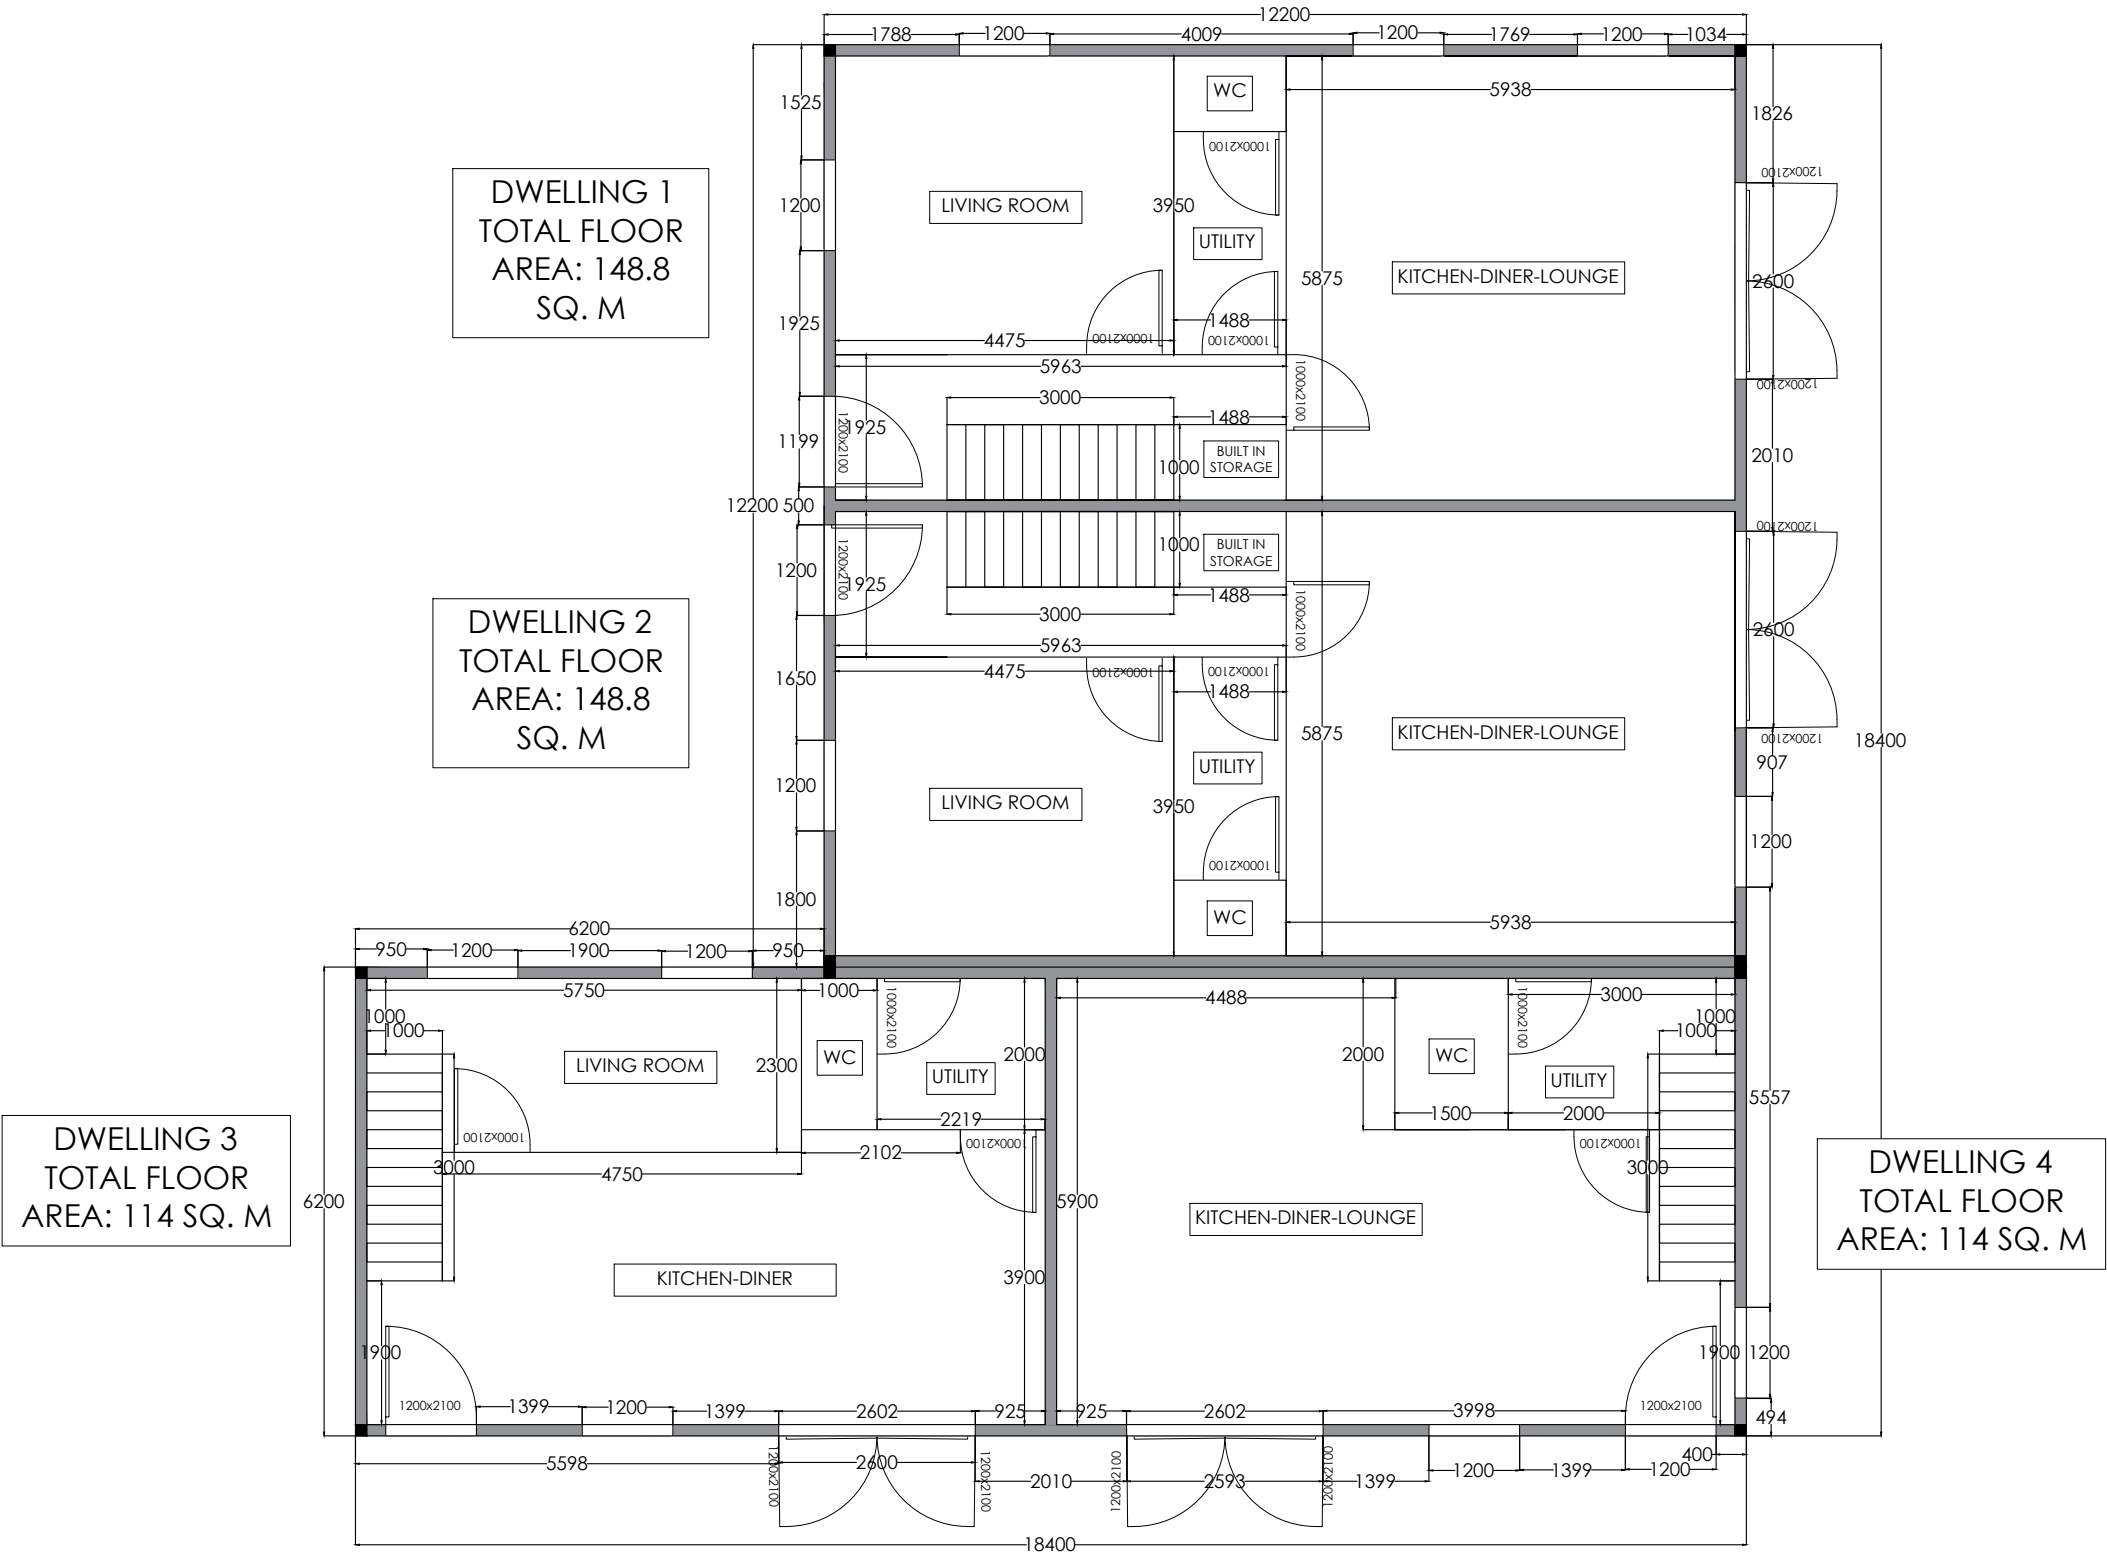 12200
1788
1200
4009
1200
1769
1200
1034
1525
WC
5938
1826
1000x2100
1200x2100
DWELLING 1
TOTAL FLOOR
AREA: 148.8
SQ. M
1200
LIVING ROOM
3950
UTILITY
5875
KITCHEN-DINER-LOUNGE
2600
1925
1488
4475
1000x2100
1000x2100
5963
1000x2100
1200x2100
3000
1488
1199
1200x2100
1925
1000
BUILT IN
STORAGE
2010
12200
500
1200x2100
1200
1200x2100
1925
1000
BUILT IN
STORAGE
1488
3000
1000x2100
DWELLING 2
TOTAL FLOOR
AREA: 148.8
SQ. M
5963
2600
1650
4475
1000x2100
1000x2100
1488
5875
KITCHEN-DINER-LOUNGE
1200x2100
18400
907
UTILITY
1200
LIVING ROOM
3950
1200
1000x2100
1800
WC
5938
6200
950
1200
1900
1200
950
5750
1000
1000x2100
4488
1000x2100
3000
1000
1000
1000
1000
LIVING ROOM
2300
WC
2000
UTILITY
2000
WC
UTILITY
5557
2219
1500
2000
DWELLING 3
TOTAL FLOOR
AREA: 114 SQ. M
1000x2100
2102
1000x2100
1000x2100
3000
4750
3000
DWELLING 4
TOTAL FLOOR
AREA: 114 SQ. M
6200
5900
KITCHEN-DINER-LOUNGE
KITCHEN-DINER
3900
1900
1900
1200
1200x2100
1399
1200
1399
2602
925
925
2602
3998
1200x2100
494
5598
1200x2100
2600
1200x2100
2010
1200x2100
2593
1200x2100
1399
1200
1399
1200
400
18400